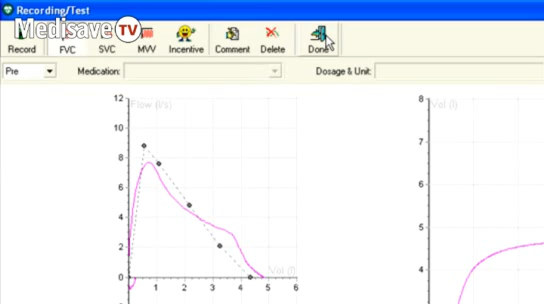 Recording/Test
Medisave TV
Record FVC SVC MVV Incentive Comment Delete Done
Pre Medication: Dosage & Unit:
12 Flow (l/s) 8 Vol (l)
10
7
8
6
6
5
4
4
2
0 Vol (l)
1 2 3 4 5 6